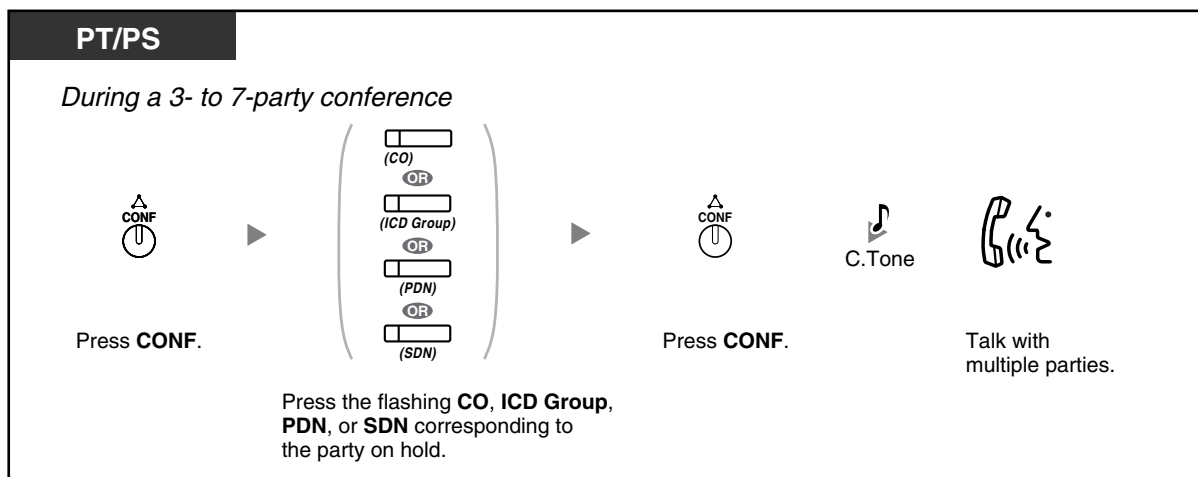 PT/PS
During a 3- to 7-party conference
CONF
Press CONF.
(CO)
OR
(ICD Group)
OR
(PDN)
OR
(SDN)
Press the flashing CO, ICD Group,
PDN, or SDN corresponding to
the party on hold.
CONF
Press CONF.
C.Tone
Talk with
multiple parties.